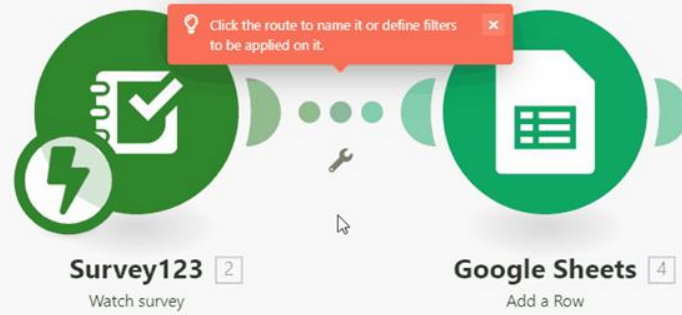 Click the route to name it or define filters
to be applied on it.
×
Survey123 2
Watch survey
Google Sheets 4
Add a Row